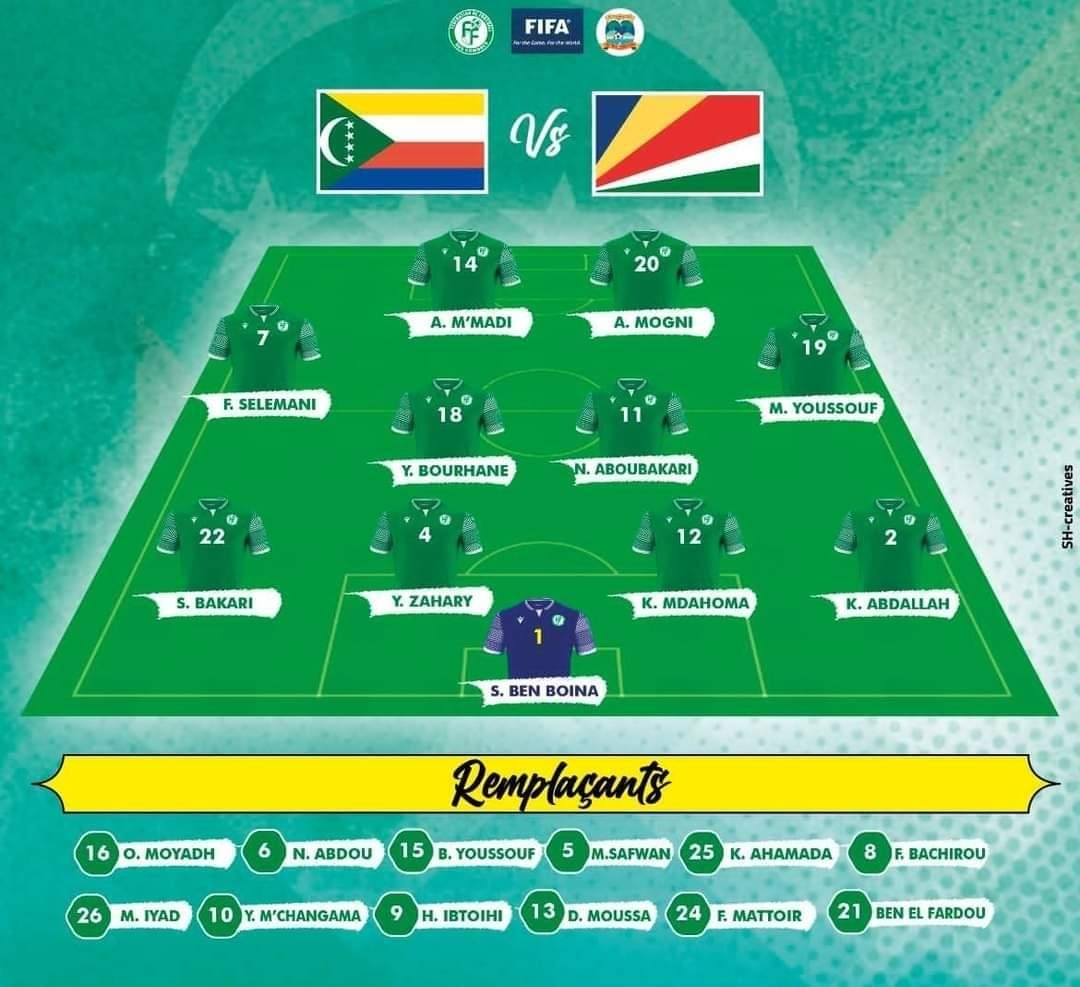 FIFA
For the Game. For the World.
Vs
14
20
A. M'MADI
A. MOGNI
7
19
F. SELEMANI
M. YOUSSOUF
18
11
Y. BOURHANE
N. ABOUBAKARI
22
4
12
2
S. BAKARI
Y. ZAHARY
K. MDAHOMA
K. ABDALLAH
1
S. BEN BOINA
SH-creatives
Remplaçants
16 O. MOYADH 6 N. ABDOU 15 B. YOUSSOUF 5 M.SAFWAN 25 K. AHAMADA 8 F. BACHIROU
26 M. IYAD 10 Y. M'CHANGAMA 9 H. IBTOIHI 13 D. MOUSSA 24 F. MATTOIR 21 BEN EL FARDOU